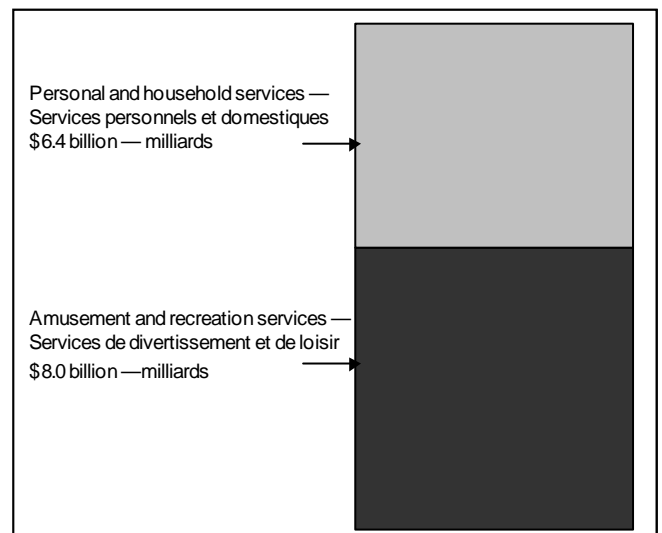 Personal and household services —
Services personnels et domestiques
$6.4 billion — milliards
Amusement and recreation services —
Services de divertissement et de loisir
$8.0 billion —milliards